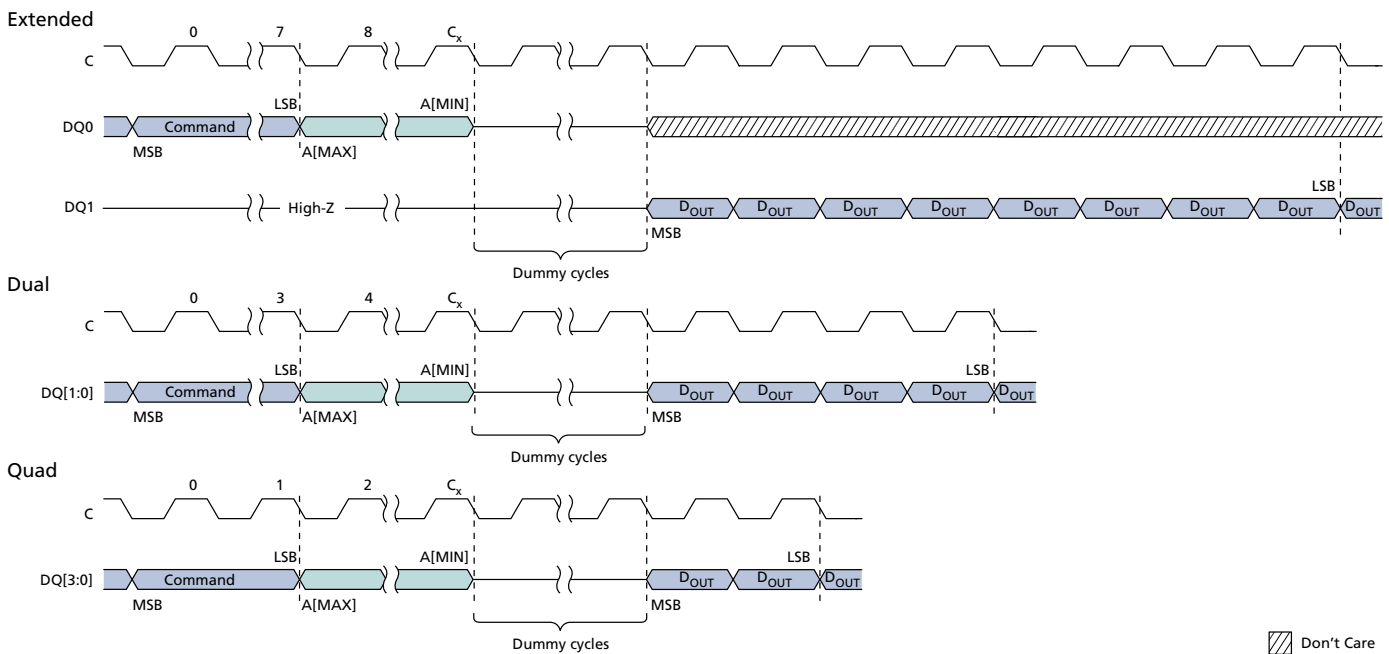 Extended
0 7 8 Cx
C
LSB A[MIN]
DQ0 Command
MSB A[MAX]
LSB
DQ1 High-Z DOUT DOUT DOUT DOUT DOUT DOUT DOUT DOUT DOUT
MSB
Dummy cycles
Dual
0 3 4 Cx
C
LSB A[MIN] LSB
DQ[1:0] Command DOUT DOUT DOUT DOUT DOUT
MSB A[MAX] MSB
Dummy cycles
Quad
0 1 2 Cx
C
LSB A[MIN] LSB
DQ[3:0] Command DOUT DOUT DOUT
MSB A[MAX] MSB
Dummy cycles
Don't Care